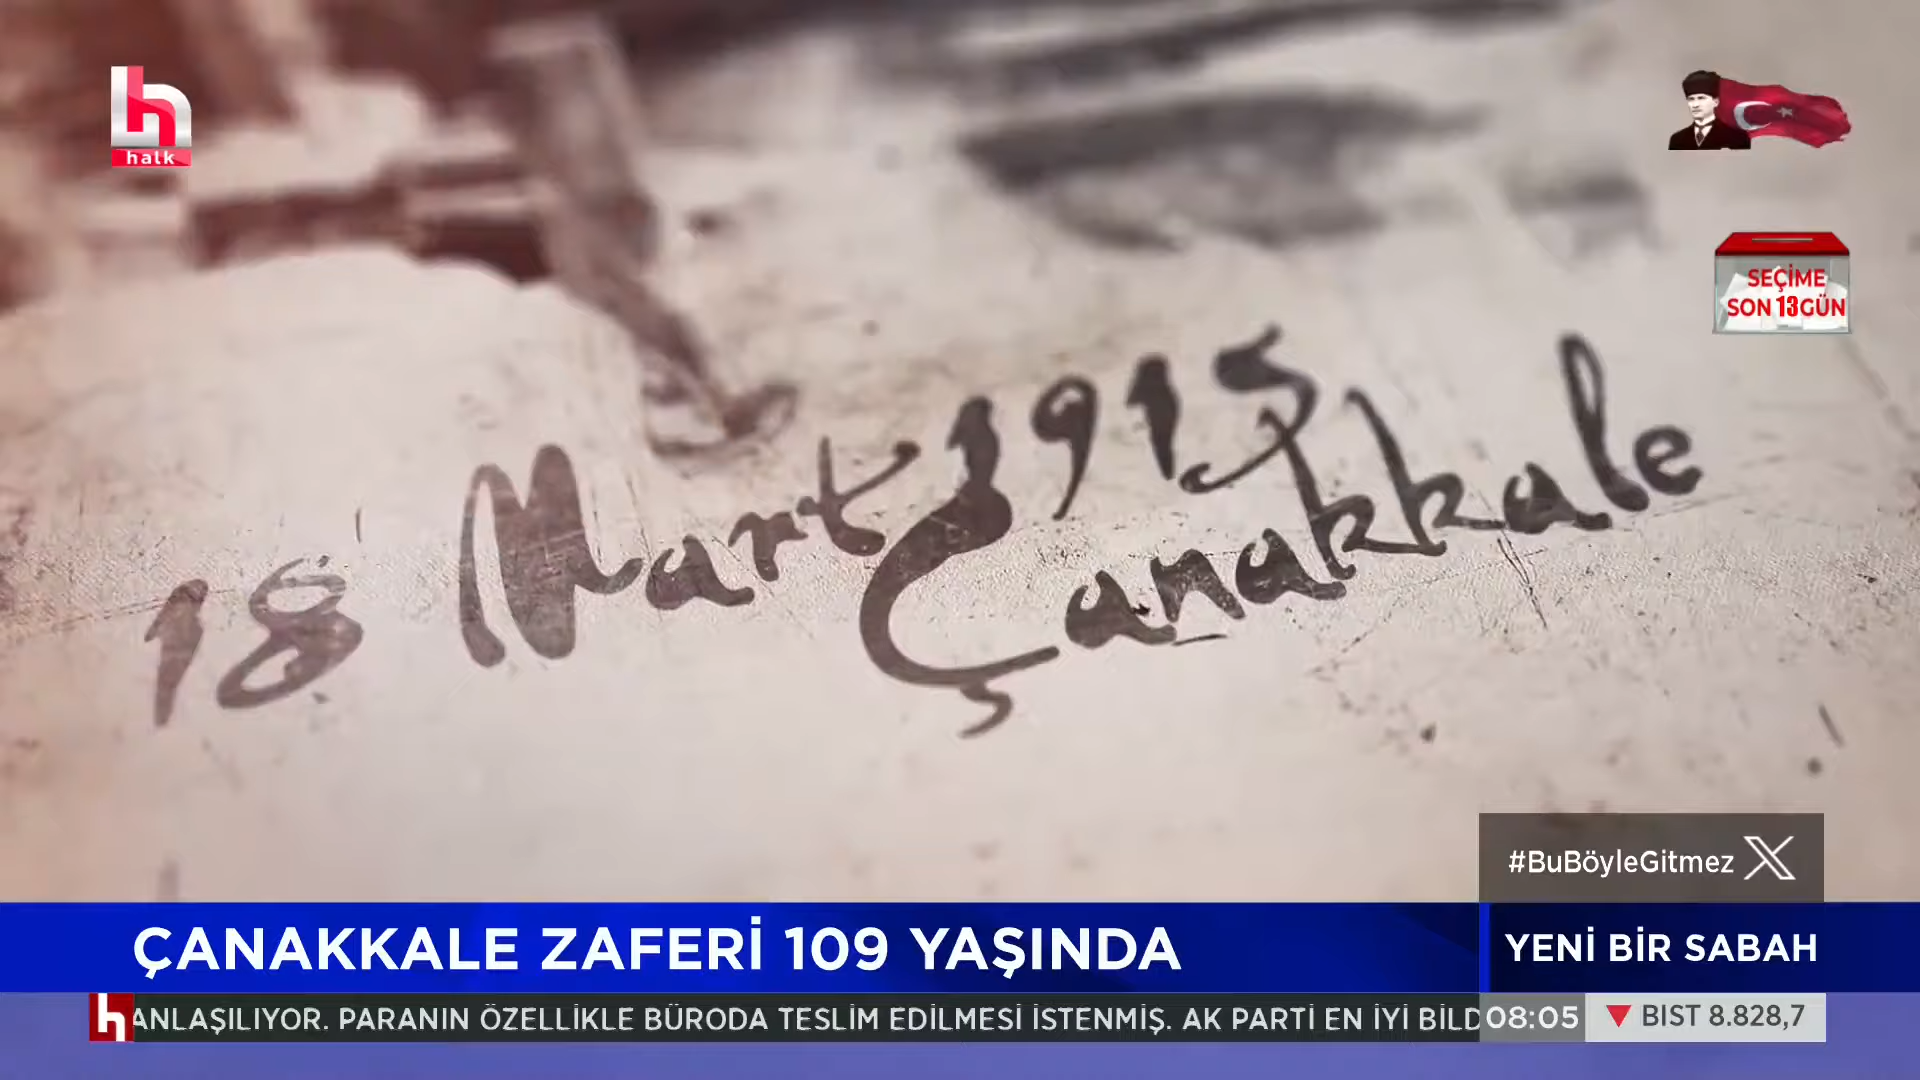 h
halk
SEÇİME
SON 13 GÜN
18 Mart 1915
Çanakkale
#BuBöyleGitmez X
ÇANAKKALE ZAFERİ 109 YAŞINDA
YENİ BİR SABAH
h ANLAŞILIYOR. PARANIN ÖZELLİKLE BÜRODA TESLİM EDİLMESİ İSTENMİŞ. AK PARTİ EN İYİ BİLD
08:05
BIST 8.828,7